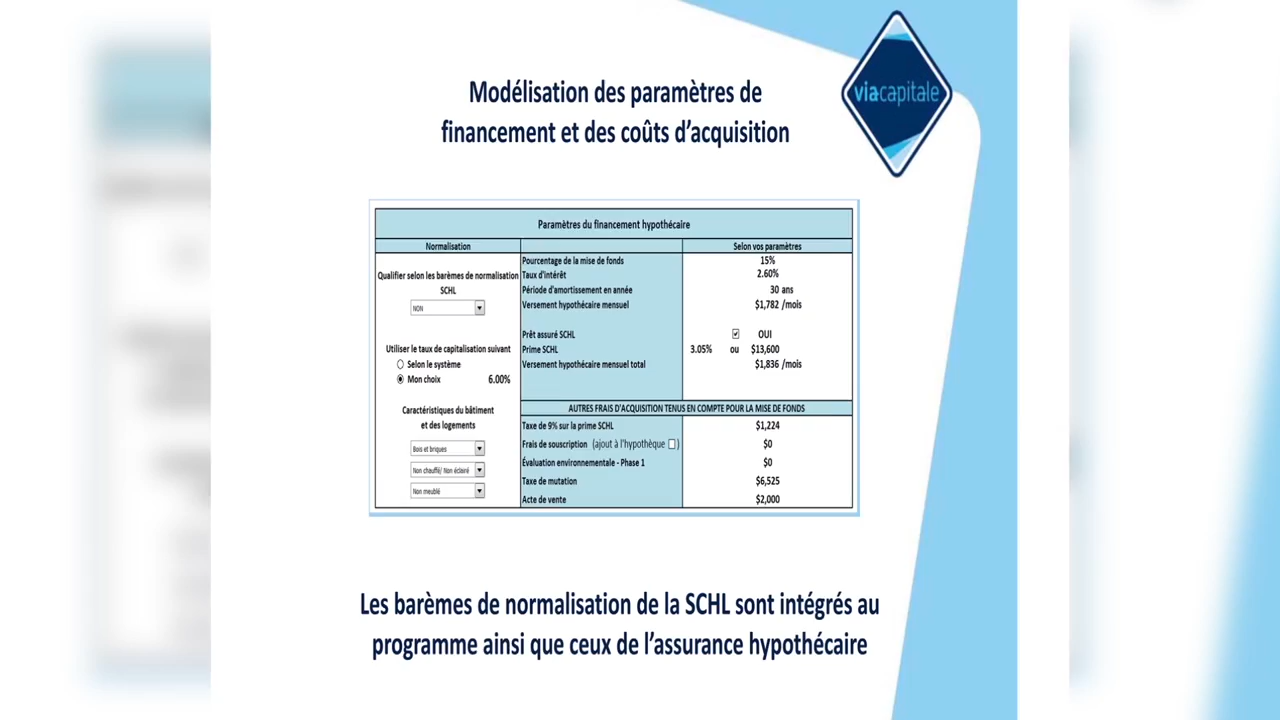 Modélisation des paramètres de
financement et des coûts d'acquisition
viacapitale
Paramètres du financement hypothécaire
Normalisation
Selon vos paramètres
Qualifier selon les barèmes de normalisation
SCHL
NON
Utiliser le taux de capitalisation suivant
Selon le système
Mon choix 6.00%
Caractéristiques du bâtiment
et des logements
Bois et briques
Non chauffé/ Non éclairé
Non meublé
Pourcentage de la mise de fonds 15%
Taux d'intérêt 2.60%
Période d'amortissement en année 30 ans
Versement hypothécaire mensuel $1,782 /mois
Prêt assuré SCHL OUI
Prime SCHL 3.05% ou $13,600
Versement hypothécaire mensuel total $1,836 /mois
AUTRES FRAIS D'ACQUISITION TENUS EN COMPTE POUR LA MISE DE FONDS
Taxe de 9% sur la prime SCHL $1,224
Frais de souscription (ajout à l'hypothèque ) $0
Évaluation environnementale - Phase 1 $0
Taxe de mutation $6,525
Acte de vente $2,000
Les barèmes de normalisation de la SCHL sont intégrés au
programme ainsi que ceux de l'assurance hypothécaire